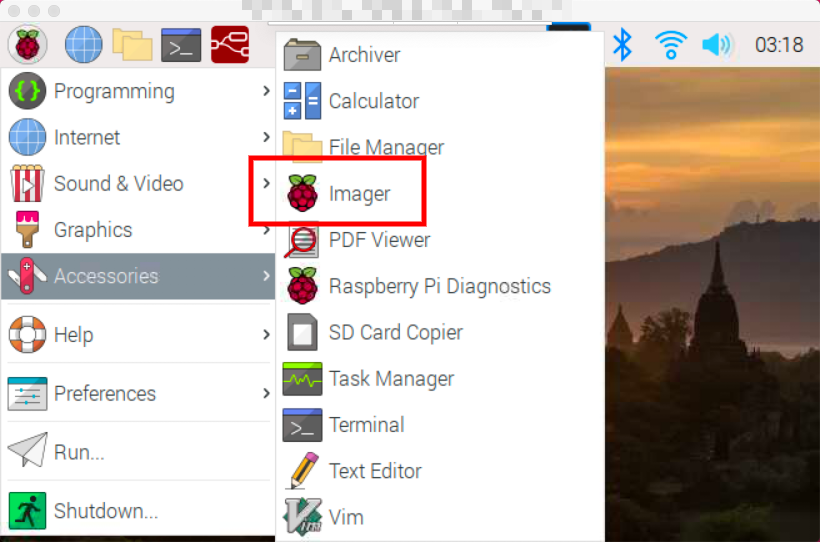 03:18
Programming
Internet
Sound & Video
Graphics
Accessories
Help
Preferences
Run...
Shutdown...
Archiver
Calculator
File Manager
Imager
PDF Viewer
Raspberry Pi Diagnostics
SD Card Copier
Task Manager
Terminal
Text Editor
Vim